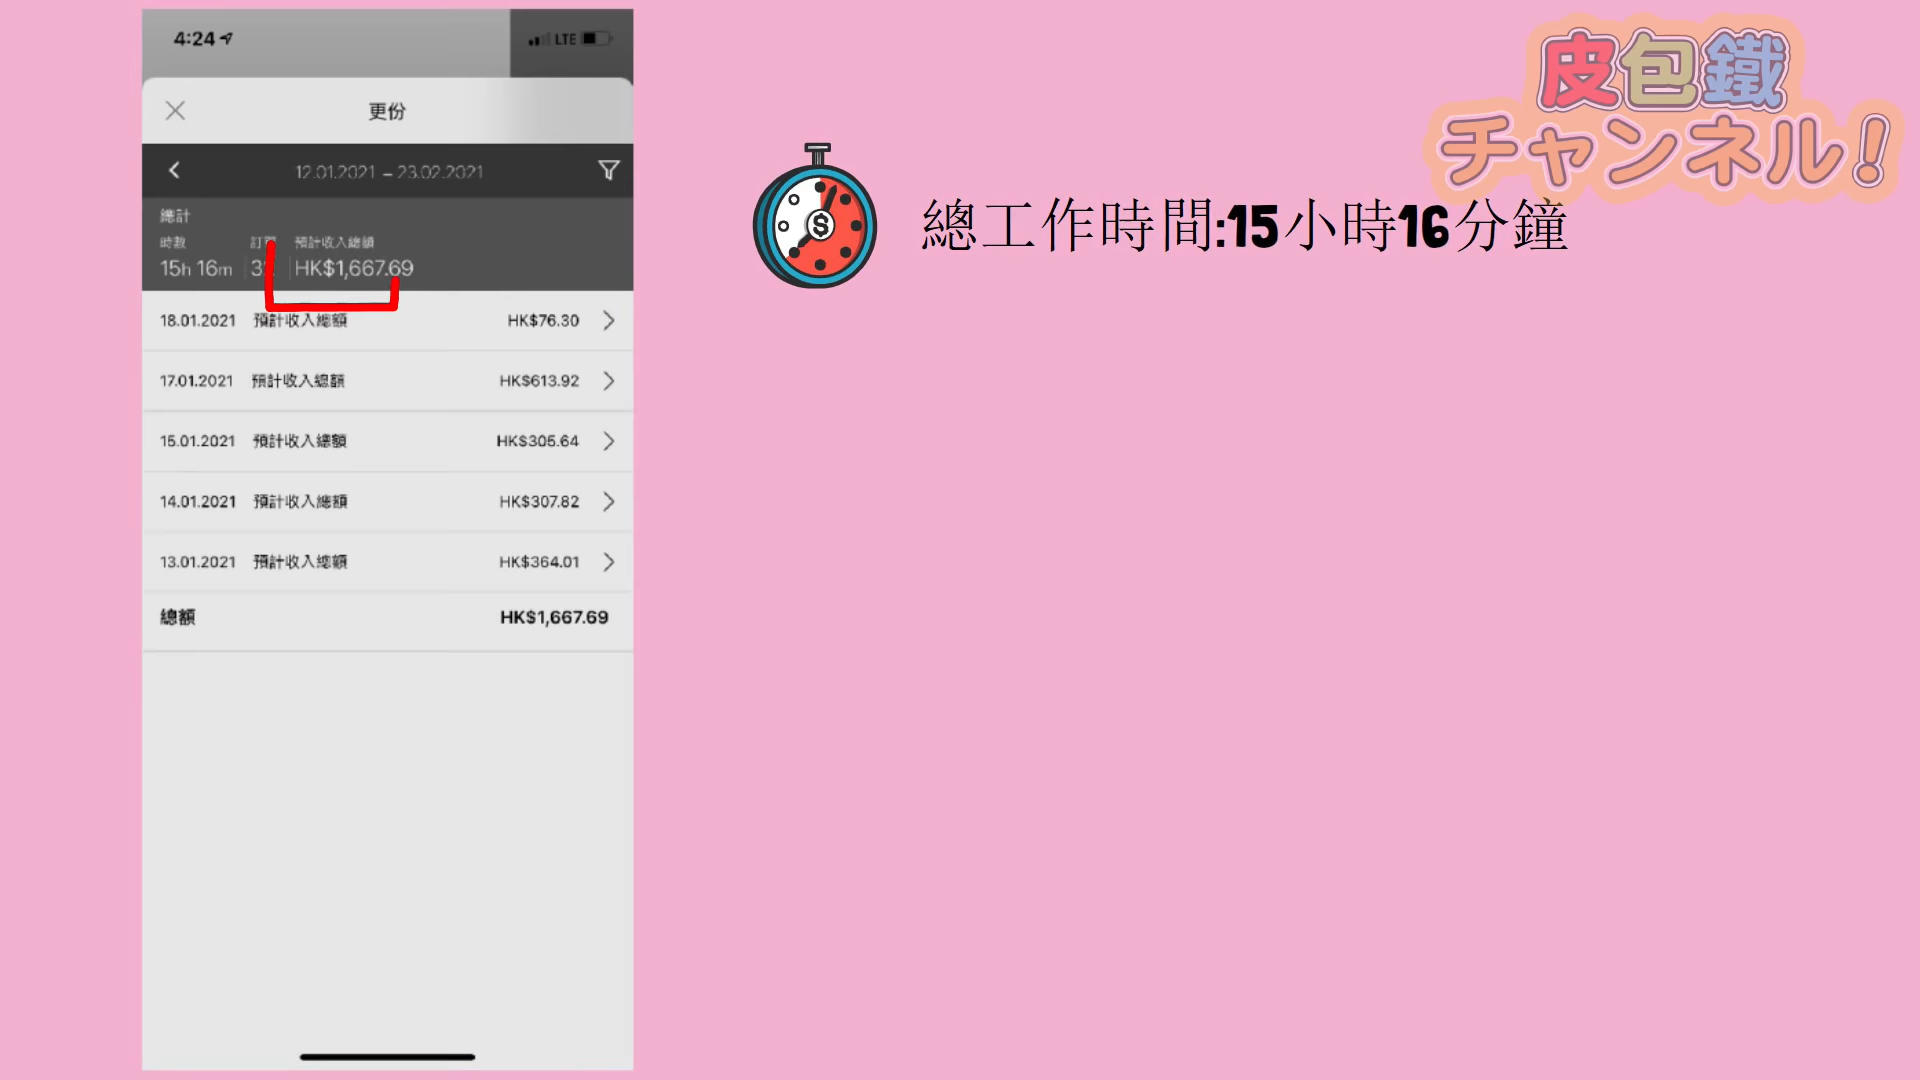 4:24
LTE
更份
12.01.2021 – 23.02.2021
總計
時數
預計收入總額
15h 16m
HK$1,667.69
18.01.2021 預計收入總額 HK$76.30
17.01.2021 預計收入總額 HK$613.92
15.01.2021 預計收入總額 HK$305.64
14.01.2021 預計收入總額 HK$307.82
13.01.2021 預計收入總額 HK$364.01
總額 HK$1,667.69
皮包鐵
チャンネル!
總工作時間:15小時16分鐘